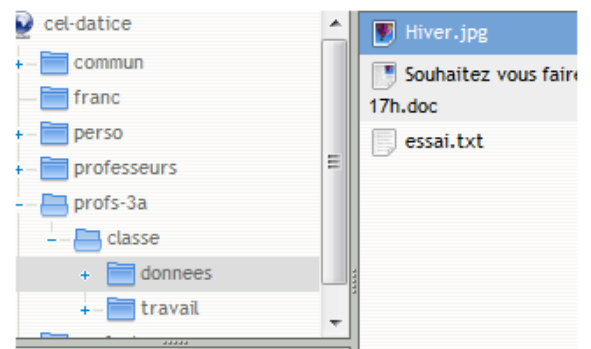 cel-datice
commun
franc
perso
professeurs
profs-3a
classe
donnees
travail
Hiver.jpg
Souhaitez vous faire
17h.doc
essai.txt